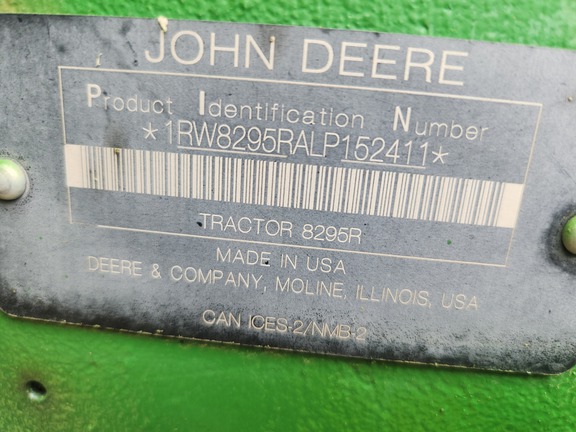 JOHN DEERE
Product Identification Number
*1RW8295RALP152411*
TRACTOR 8295R
MADE IN USA
DEERE & COMPANY, MOLINE, ILLINOIS, USA
CAN ICES-2/NMB-2